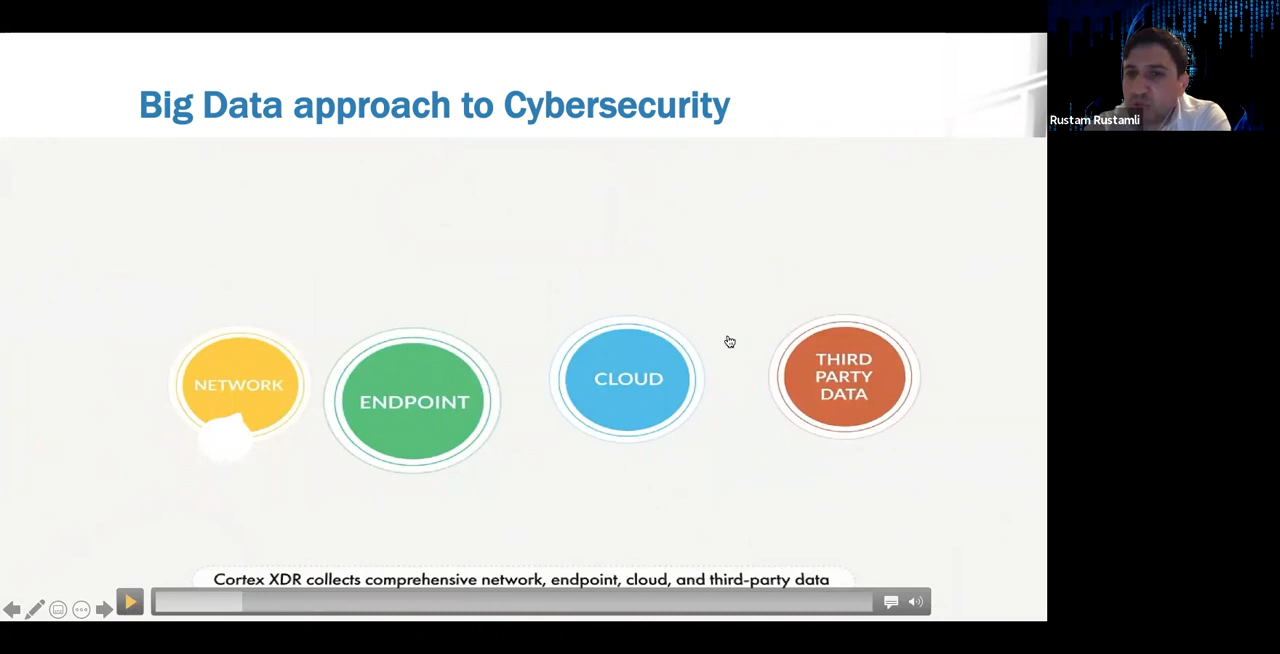 Big Data approach to Cybersecurity
Rustam Rustamli
NETWORK
ENDPOINT
CLOUD
THIRD
PARTY
DATA
Cortex XDR collects comprehensive network, endpoint, cloud, and third-party data